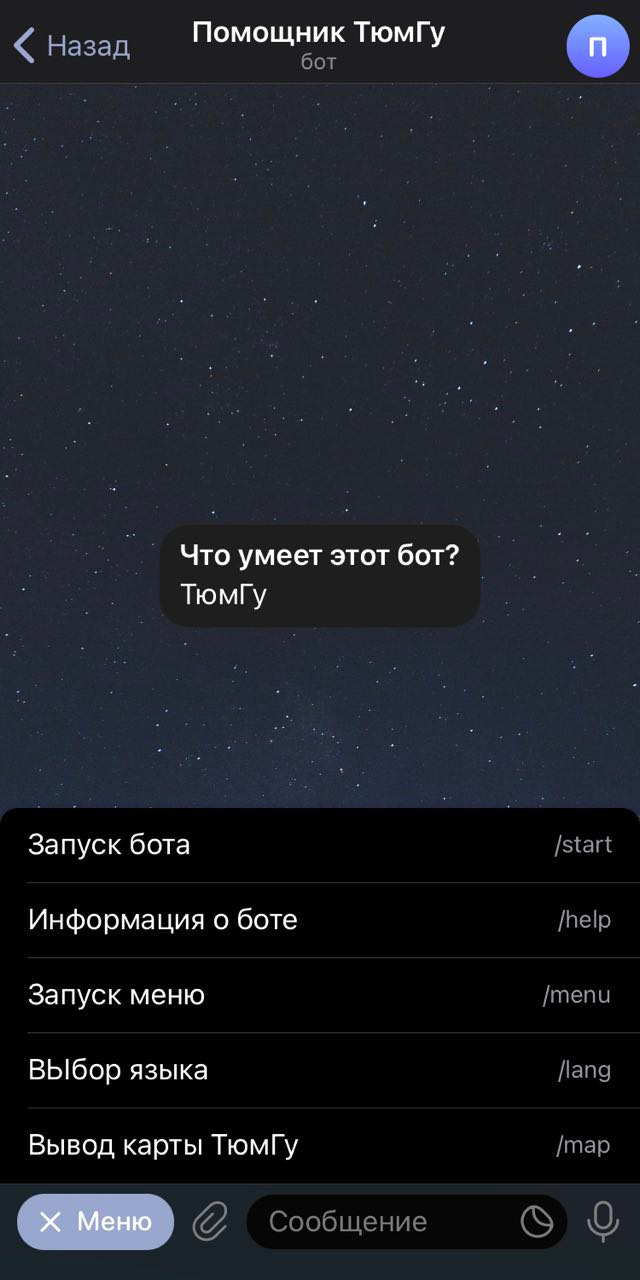 Назад
Помощник ТюмГу
бот
П
Что умеет этот бот?
ТюмГу
Запуск бота /start
Информация о боте /help
Запуск меню /menu
ВЫбор языка /lang
Вывод карты ТюмГу /map
Меню
Сообщение